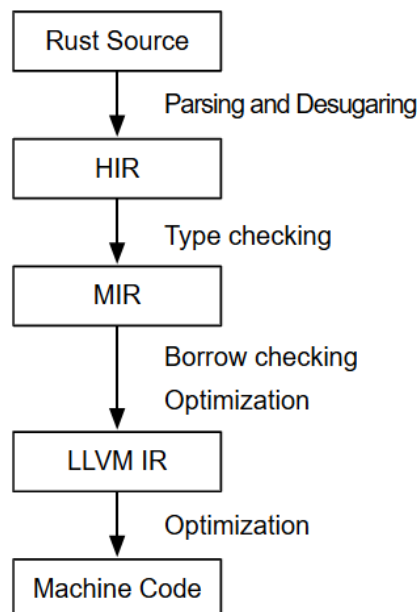 Rust Source
Parsing and Desugaring
HIR
Type checking
MIR
Borrow checking
Optimization
LLVM IR
Optimization
Machine Code